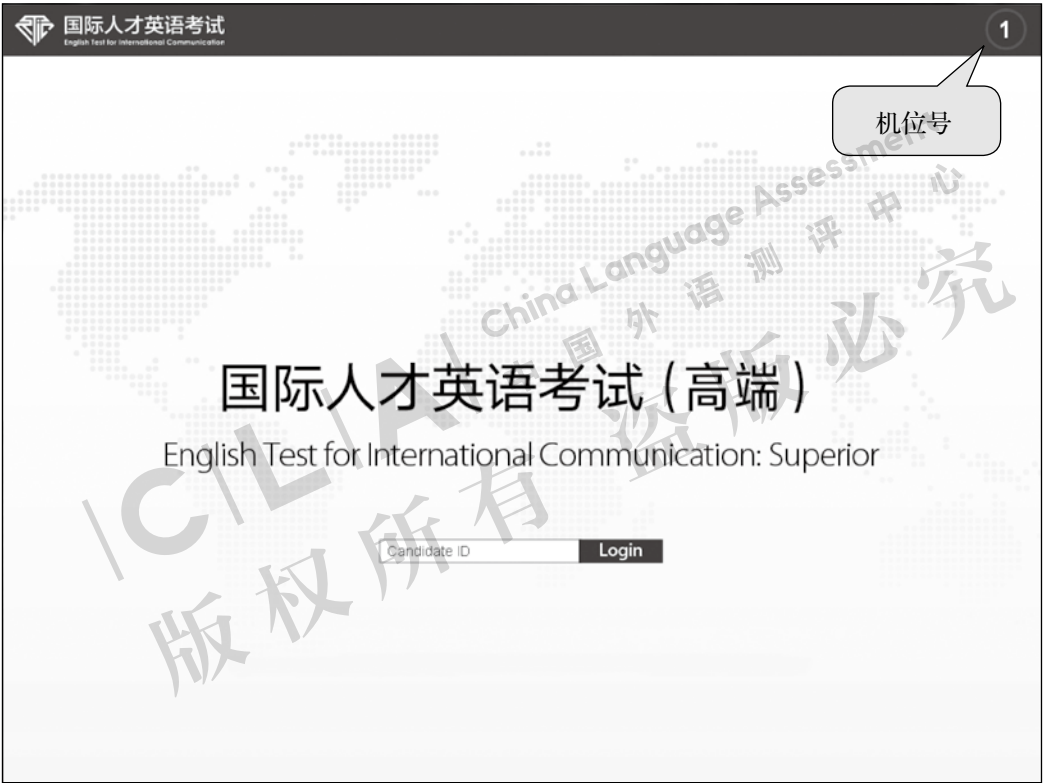 国际人才英语考试
English Test for International Communication
1
机位号
国际人才英语考试（高端）
English Test for International Communication: Superior
Candidate ID
Login
|C|L|A| China Language Assessment
中国外语测评中心
版权所有 盗版必究